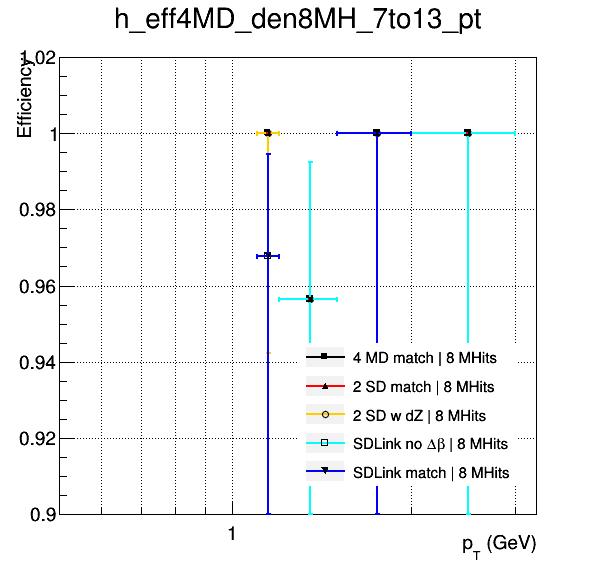 h_eff4MD_den8MH_7to13_pt
Efficiency
1.02
1
0.98
0.96
0.94
0.92
0.9
4 MD match | 8 MHits
2 SD match | 8 MHits
2 SD w dZ | 8 MHits
SDLink no Δβ | 8 MHits
SDLink match | 8 MHits
1
p_T (GeV)